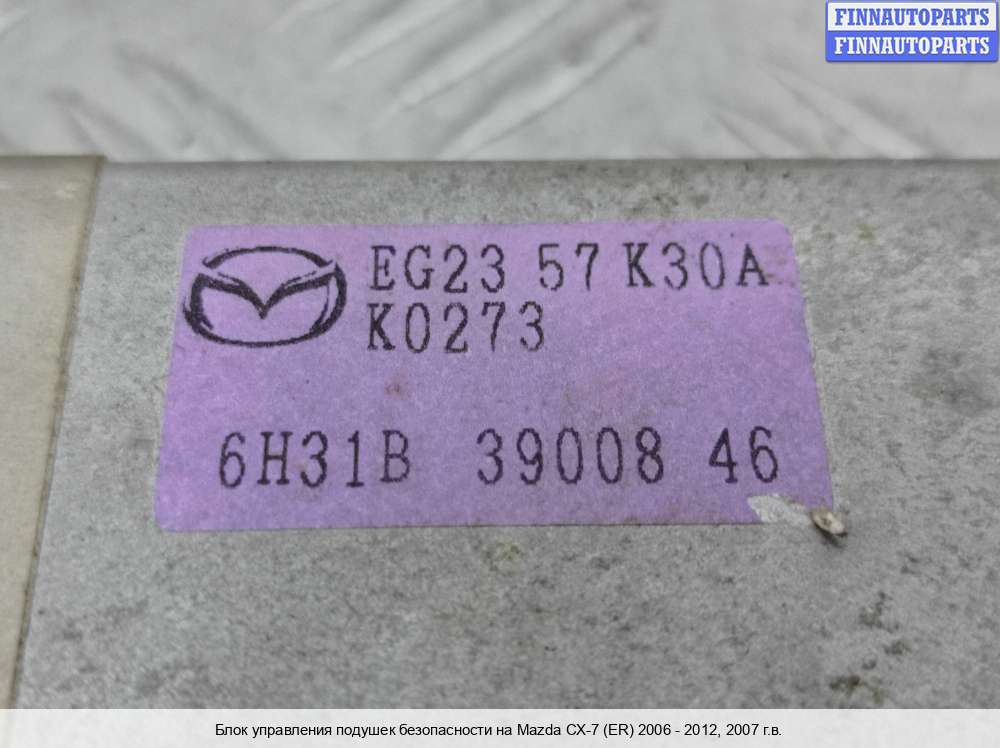 FINNAUTOPARTS
FINNAUTOPARTS
EG23 57 K30A
K0273
6H31B 39008 46
Блок управления подушек безопасности на Mazda CX-7 (ER) 2006 - 2012, 2007 г.в.